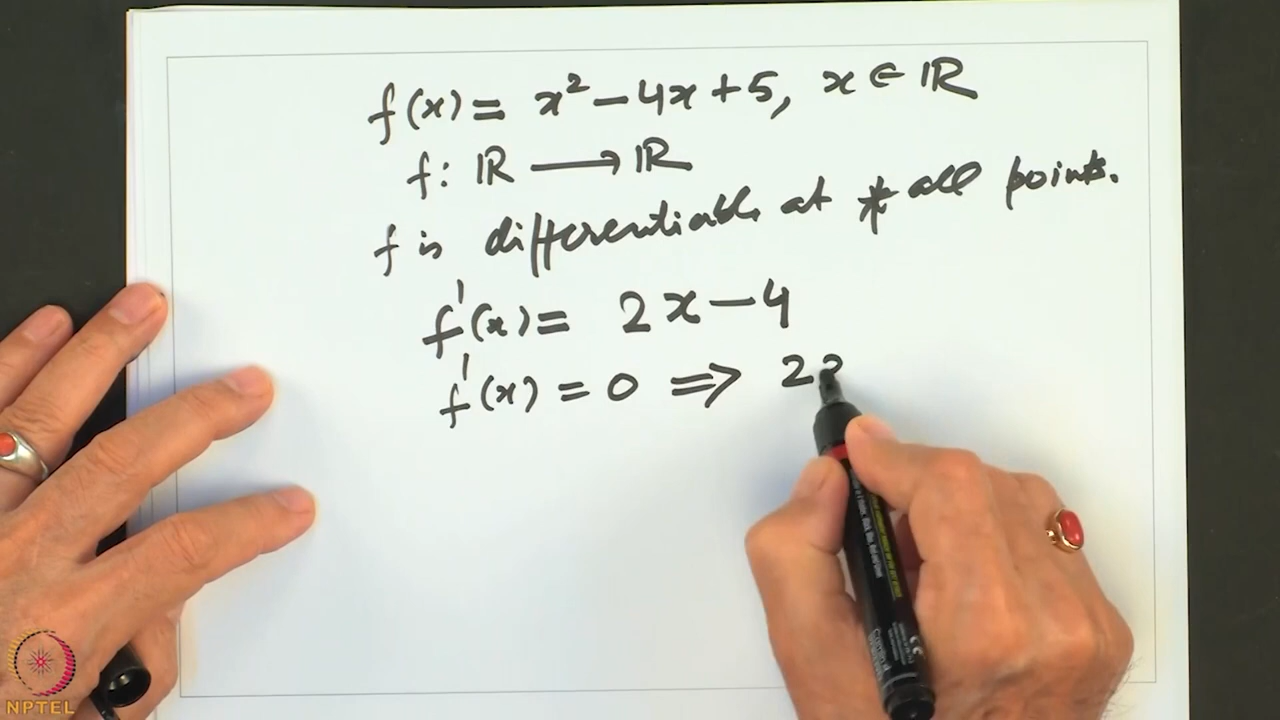 f(x) = x² − 4x + 5, x ∈ ℝ
f: ℝ ⟶ ℝ
f is differentiable at all points.
f'(x) = 2x − 4
f'(x) = 0 ⟹ 2
NPTEL